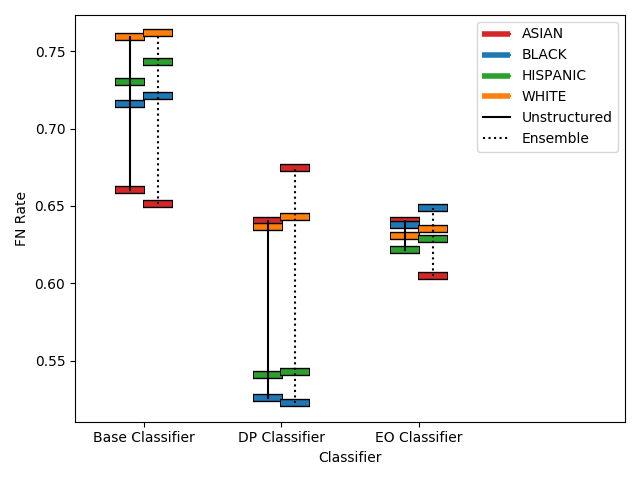 ASIAN
BLACK
HISPANIC
WHITE
Unstructured
Ensemble
0.75
0.70
0.65
0.60
0.55
FN Rate
Base Classifier
DP Classifier
EO Classifier
Classifier